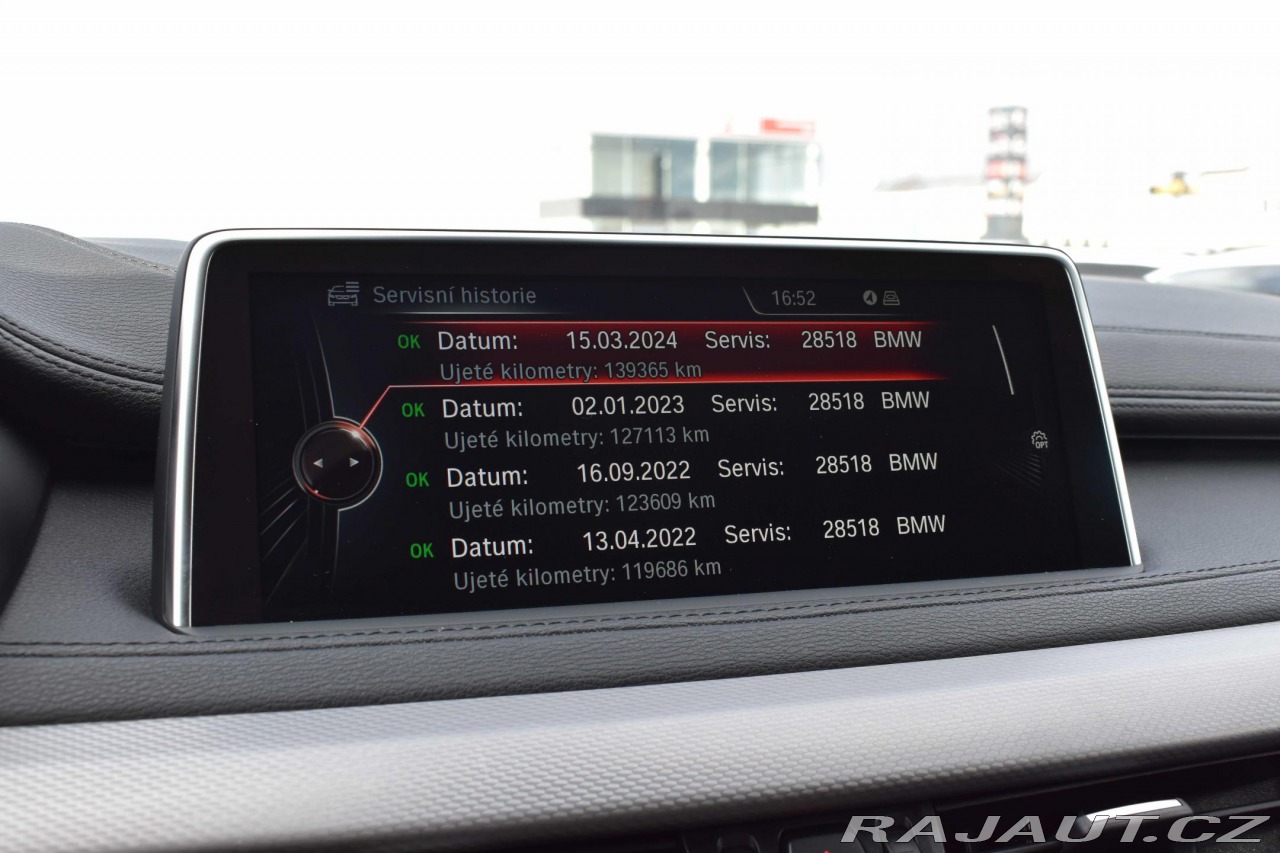 Servisní historie 16:52
OK Datum: 15.03.2024 Servis: 28518 BMW
Ujeté kilometry: 139365 km
OK Datum: 02.01.2023 Servis: 28518 BMW
Ujeté kilometry: 127113 km
OK Datum: 16.09.2022 Servis: 28518 BMW
Ujeté kilometry: 123609 km
OK Datum: 13.04.2022 Servis: 28518 BMW
Ujeté kilometry: 119686 km
OPT
RAJAUT.CZ